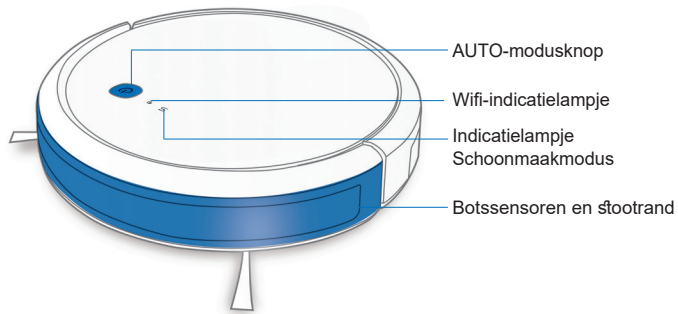 AUTO-modusknop
Wifi-indicatielampje
Indicatielampje
Schoonmaakmodus
Botssensoren en stootrand